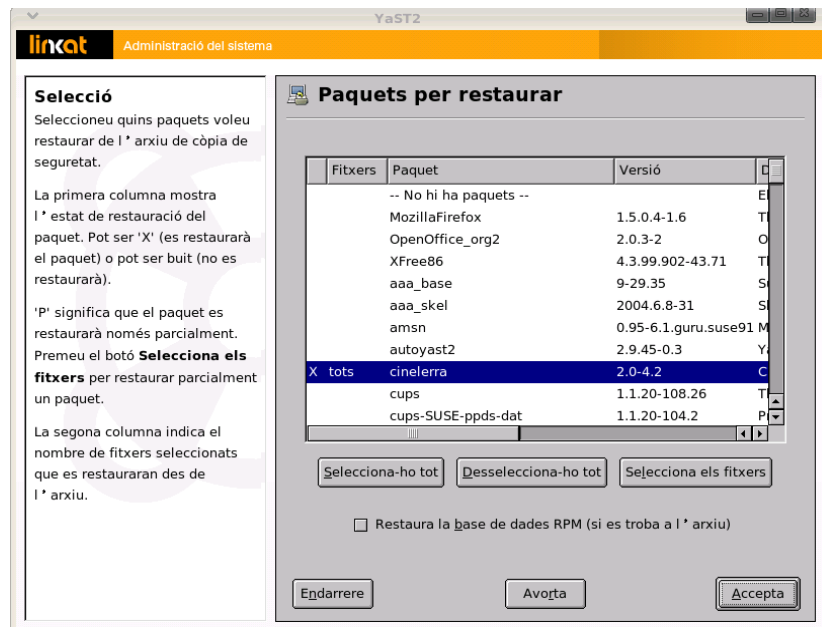 YaST2
linkat Administració del sistema
Selecció
Seleccioneu quins paquets voleu
restaurar de l'arxiu de còpia de
seguretat.
La primera columna mostra
l'estat de restauració del
paquet. Pot ser 'X' (es restaurarà
el paquet) o pot ser buit (no es
restaurarà).
'P' significa que el paquet es
restaurarà només parcialment.
Premeu el botó Selecciona els
fitxers per restaurar parcialment
un paquet.
La segona columna indica el
nombre de fitxers seleccionats
que es restauraran des de
l'arxiu.
Paquets per restaurar
Fitxers Paquet Versió
-- No hi ha paquets -- El
MozillaFirefox 1.5.0.4-1.6
OpenOffice_org2 2.0.3-2
XFree86 4.3.99.902-43.71
aaa_base 9-29.35
aaa_skel 2004.6.8-31
amsn 0.95-6.1.guru.suse91 M
autoyast2 2.9.45-0.3
X tots cinelerra 2.0-4.2 C
cups 1.1.20-108.26
cups-SUSE-ppds-dat 1.1.20-104.2
Selecciona-ho tot Desselecciona-ho tot Selecciona els fitxers
Restaura la base de dades RPM (si es troba a l'arxiu)
Endarrere Avorta Accepta